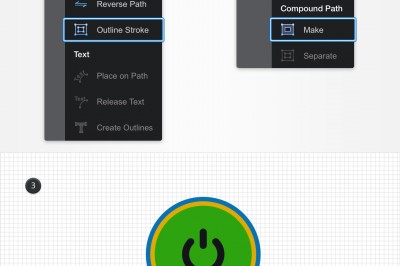 Reverse Path
Outline Stroke
Text
Place on Path
Release Text
Create Outlines
Compound Path
Make
Separate
3